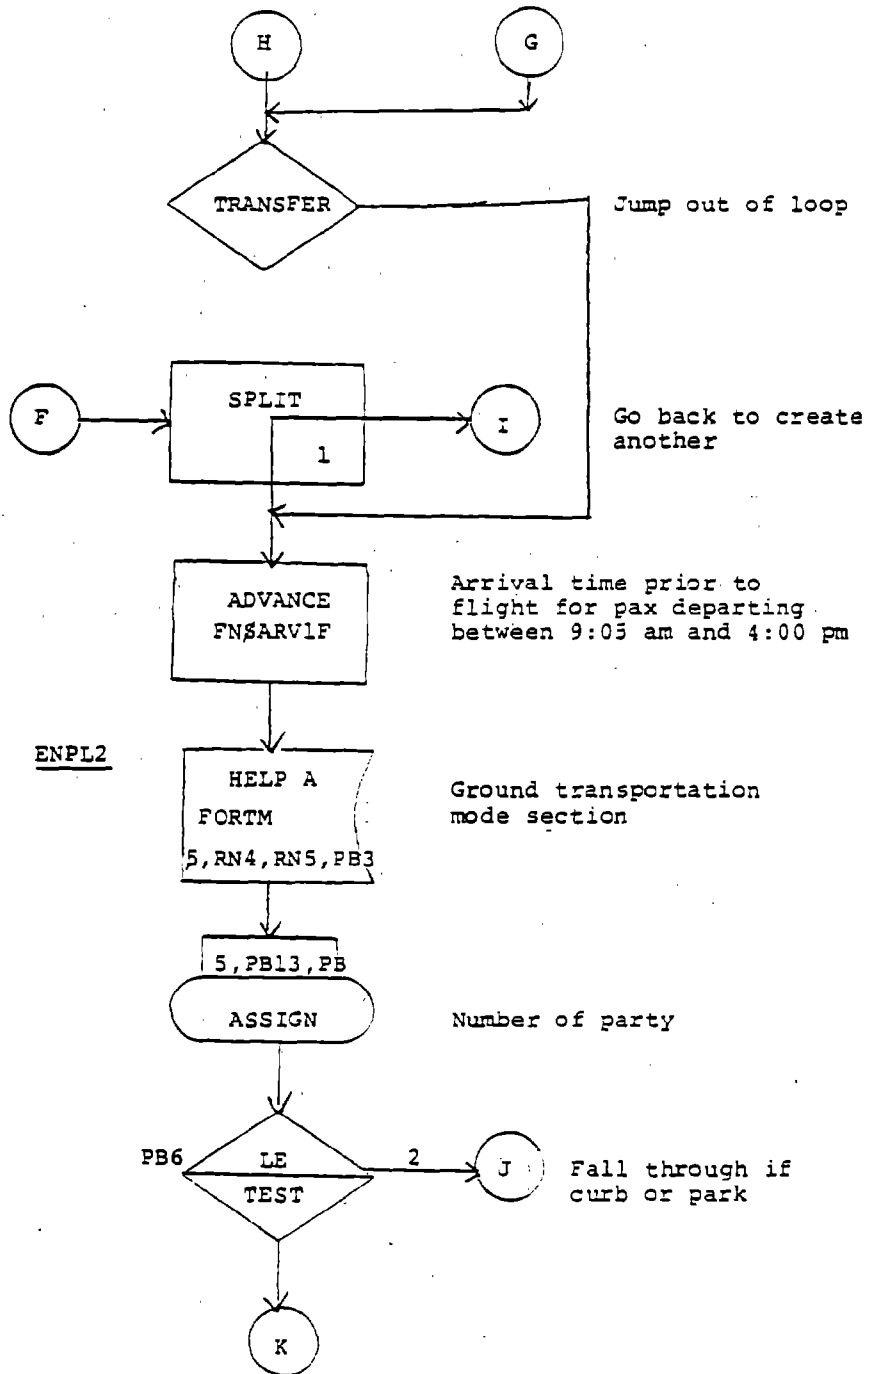 H
G
TRANSFER
Jump out of loop
F
SPLIT
1
I
Go back to create
another
ADVANCE
FN$ARV1F
Arrival time prior to
flight for pax departing
between 9:05 am and 4:00 pm
ENPL2
HELP A
FORTM
5,RN4,RN5,PB3
Ground transportation
mode section
5,PB13,PB
ASSIGN
Number of party
PB6
LE
2
TEST
J
Fall through if
curb or park
K